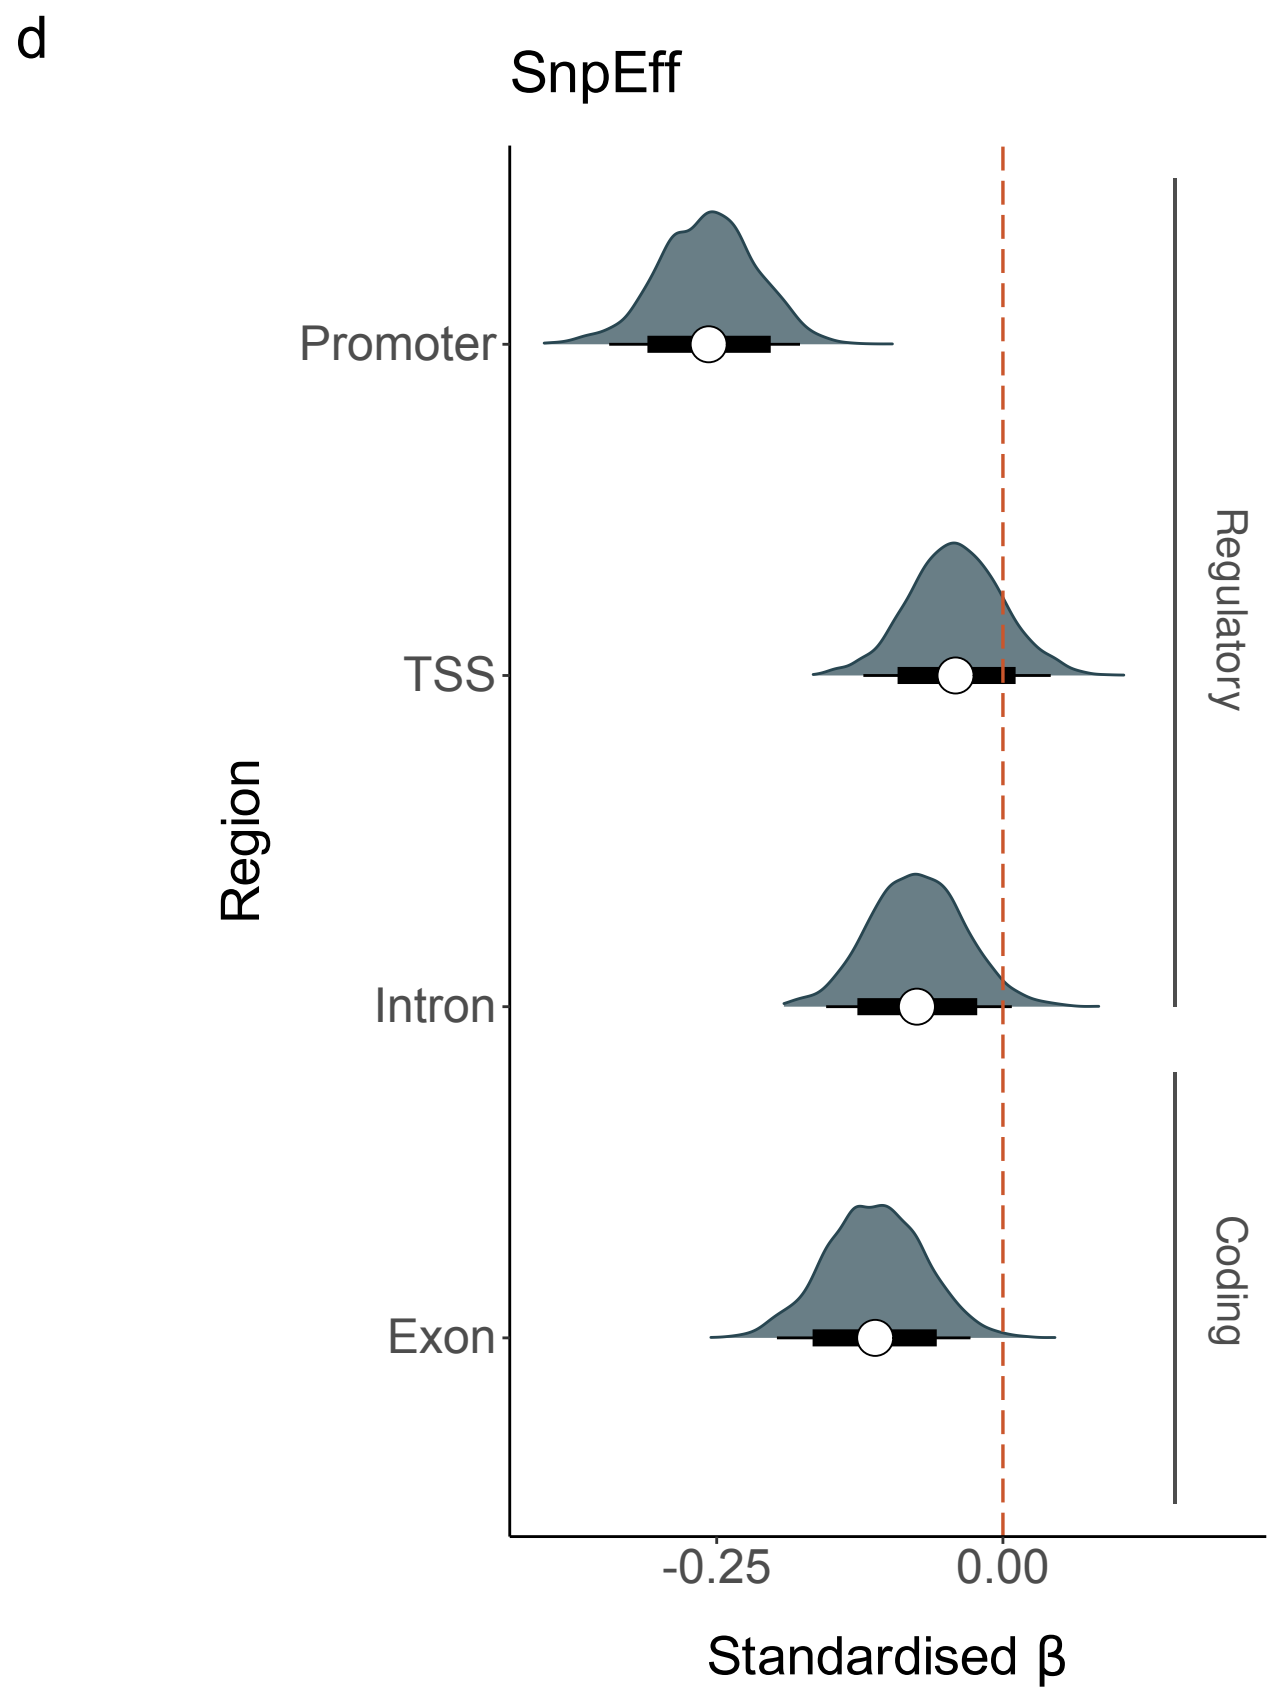 d
SnpEff
Promoter
TSS
Intron
Exon
Region
Regulatory
Coding
-0.25
0.00
Standardised β